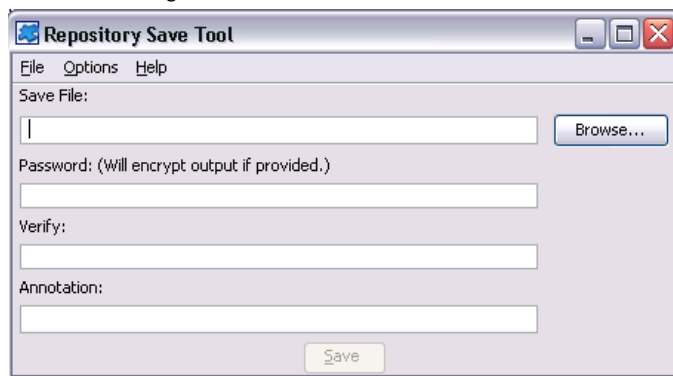 Repository Save Tool
File Options Help
Save File:
Browse...
Password: (Will encrypt output if provided.)
Verify:
Annotation:
Save